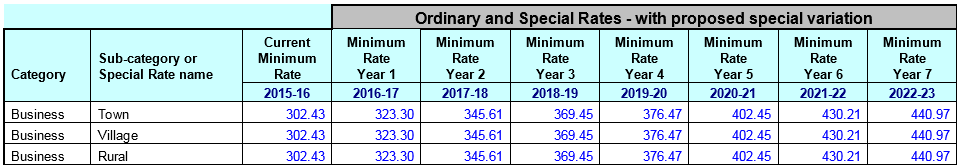 Ordinary and Special Rates - with proposed special variation
Category Sub-category or Special Rate name Current Minimum Rate Minimum Rate Year 1 Minimum Rate Year 2 Minimum Rate Year 3 Minimum Rate Year 4 Minimum Rate Year 5 Minimum Rate Year 6 Minimum Rate Year 7
2015-16 2016-17 2017-18 2018-19 2019-20 2020-21 2021-22 2022-23
Business Town 302.43 323.30 345.61 369.45 376.47 402.45 430.21 440.97
Business Village 302.43 323.30 345.61 369.45 376.47 402.45 430.21 440.97
Business Rural 302.43 323.30 345.61 369.45 376.47 402.45 430.21 440.97